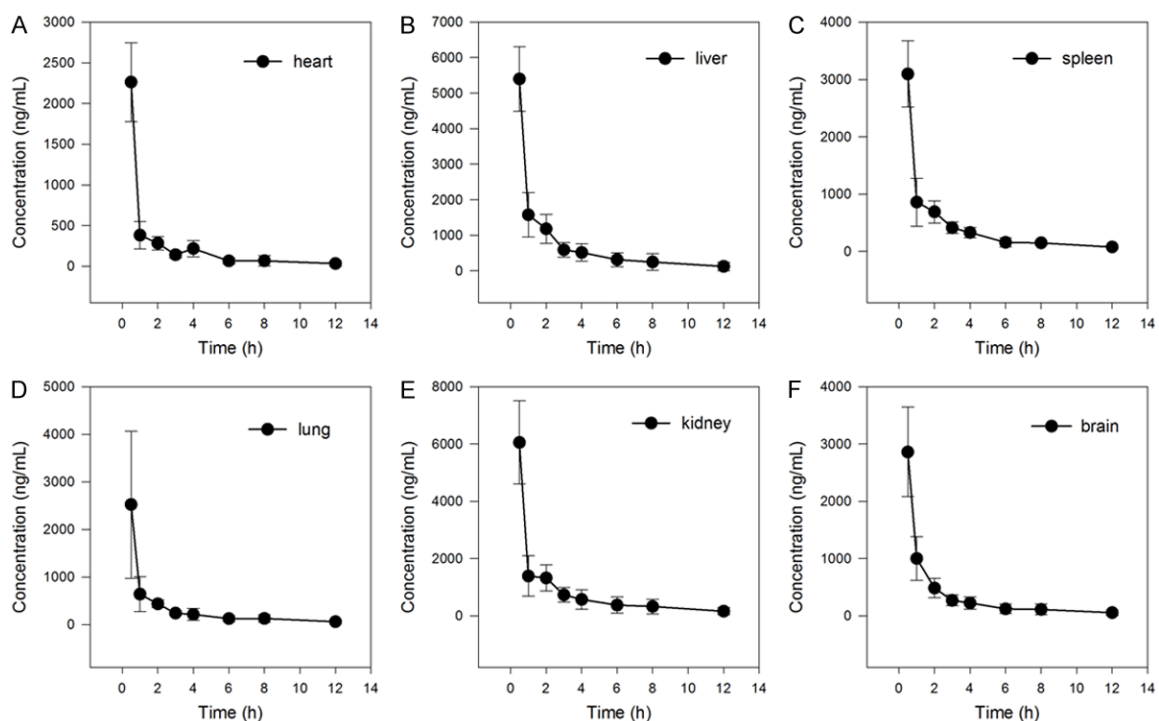 A
heart
Concentration (ng/mL)
3000
2500
2000
1500
1000
500
0
0 2 4 6 8 10 12 14
Time (h)
B
liver
Concentration (ng/mL)
7000
6000
5000
4000
3000
2000
1000
0
0 2 4 6 8 10 12 14
Time (h)
C
spleen
Concentration (ng/mL)
4000
3000
2000
1000
0
0 2 4 6 8 10 12 14
Time (h)
D
lung
Concentration (ng/mL)
5000
4000
3000
2000
1000
0
0 2 4 6 8 10 12 14
Time (h)
E
kidney
Concentration (ng/mL)
8000
6000
4000
2000
0
0 2 4 6 8 10 12 14
Time (h)
F
brain
Concentration (ng/mL)
4000
3000
2000
1000
0
0 2 4 6 8 10 12 14
Time (h)